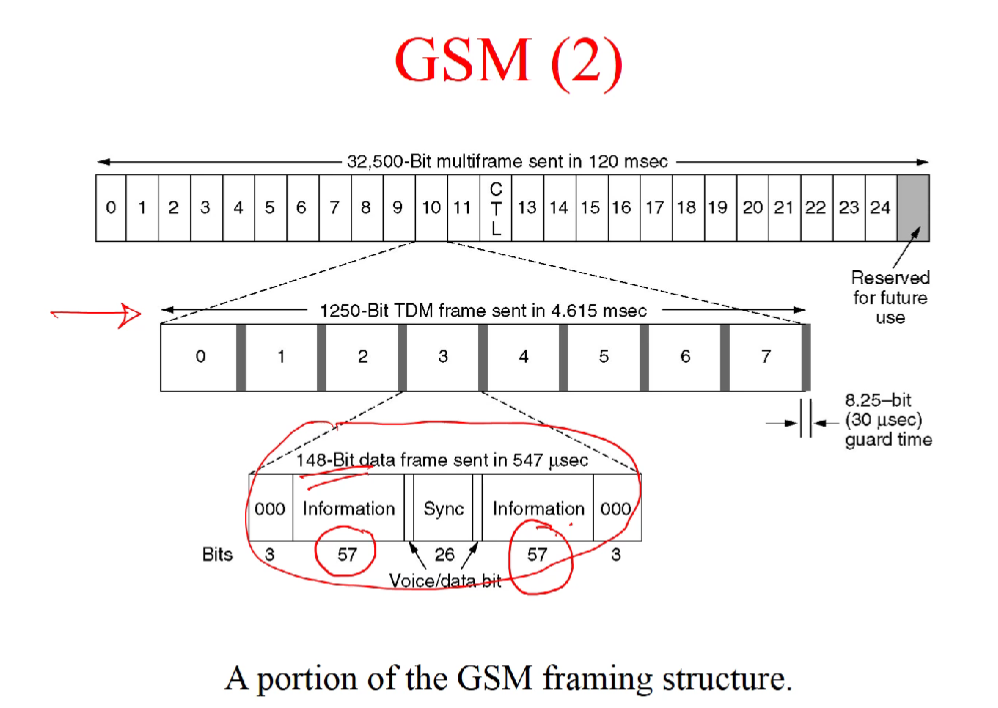 GSM (2)
32,500-Bit multiframe sent in 120 msec
0 1 2 3 4 5 6 7 8 9 10 11 CTL 13 14 15 16 17 18 19 20 21 22 23 24
Reserved
for future
use
1250-Bit TDM frame sent in 4.615 msec
0 1 2 3 4 5 6 7
8.25–bit
(30 μsec)
guard time
148-Bit data frame sent in 547 μsec
000 Information Sync Information 000
Bits 3 57 26 57 3
Voice/data bit
A portion of the GSM framing structure.